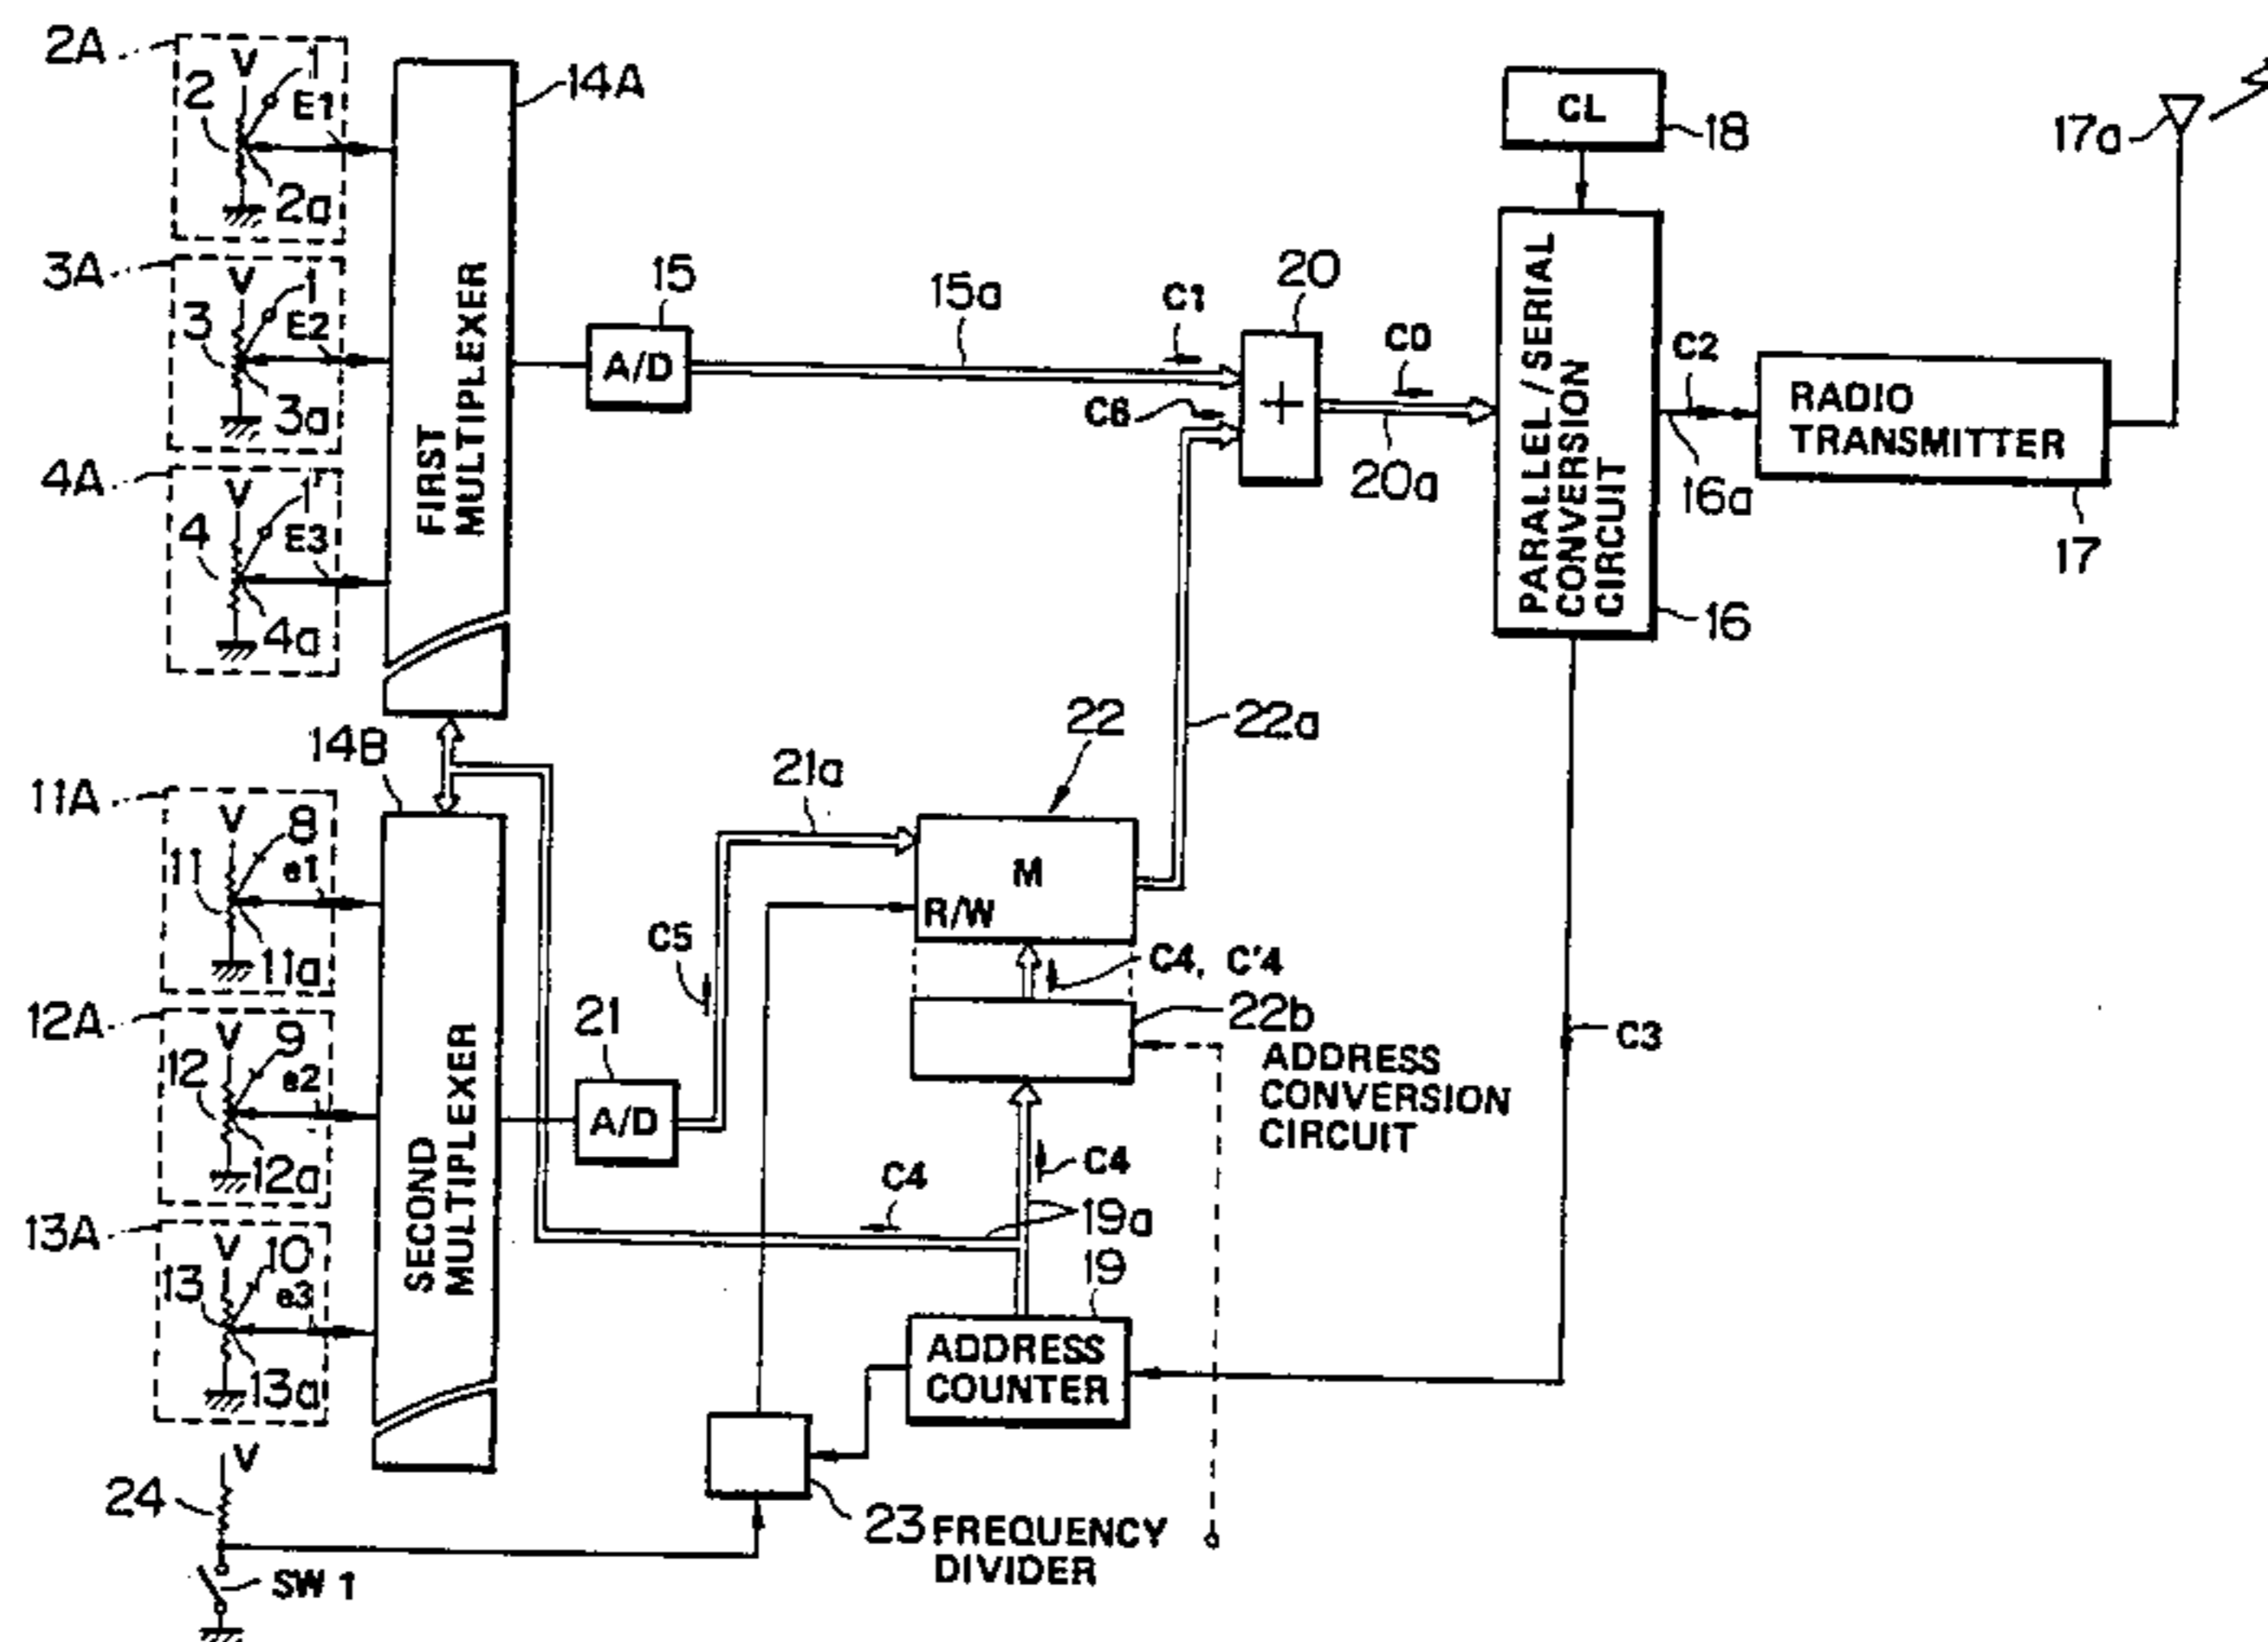 2A
V
1
2
E1
2a
14A
CL
18
17a
3A
V
1
3
E2
3a
FIRST
MULTIPLEXER
15
A/D
15a
C1
20
+
C0
C6
20a
PARALLEL/SERIAL
CONVERSION
CIRCUIT
C2
16a
RADIO
TRANSMITTER
17
16
4A
V
1'
4
E3
4a
14B
22
22a
21a
11A
V
8
11
e1
11a
M
R/W
C5
C4, C'4
22b
ADDRESS
CONVERSION
CIRCUIT
C3
12A
V
9
12
e2
12a
SECOND
MULTIPLEXER
21
A/D
C4
C4
19a
19
13A
V
10
13
e3
13a
ADDRESS
COUNTER
V
24
23 FREQUENCY
DIVIDER
SW 1